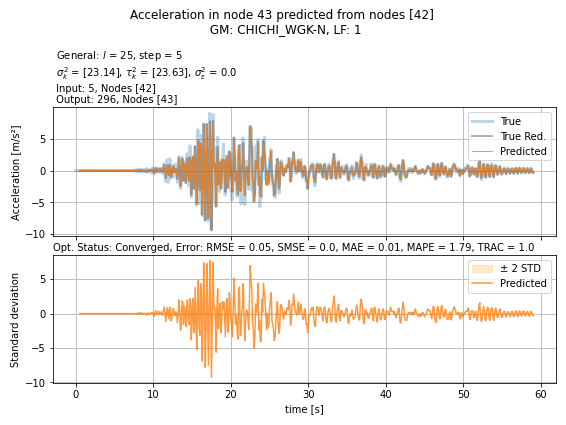 Acceleration in node 43 predicted from nodes [42]
GM: CHICHI_WGK-N, LF: 1
General: l = 25, step = 5
σ²ₖ = [23.14], τ²ₖ = [23.63], σ²ε = 0.0
Input: 5, Nodes [42]
Output: 296, Nodes [43]
Acceleration [m/s²]
5
0
−5
−10
True
True Red.
Predicted
Opt. Status: Converged, Error: RMSE = 0.05, SMSE = 0.0, MAE = 0.01, MAPE = 1.79, TRAC = 1.0
Standard deviation
5
0
−5
−10
± 2 STD
Predicted
0 10 20 30 40 50 60
time [s]